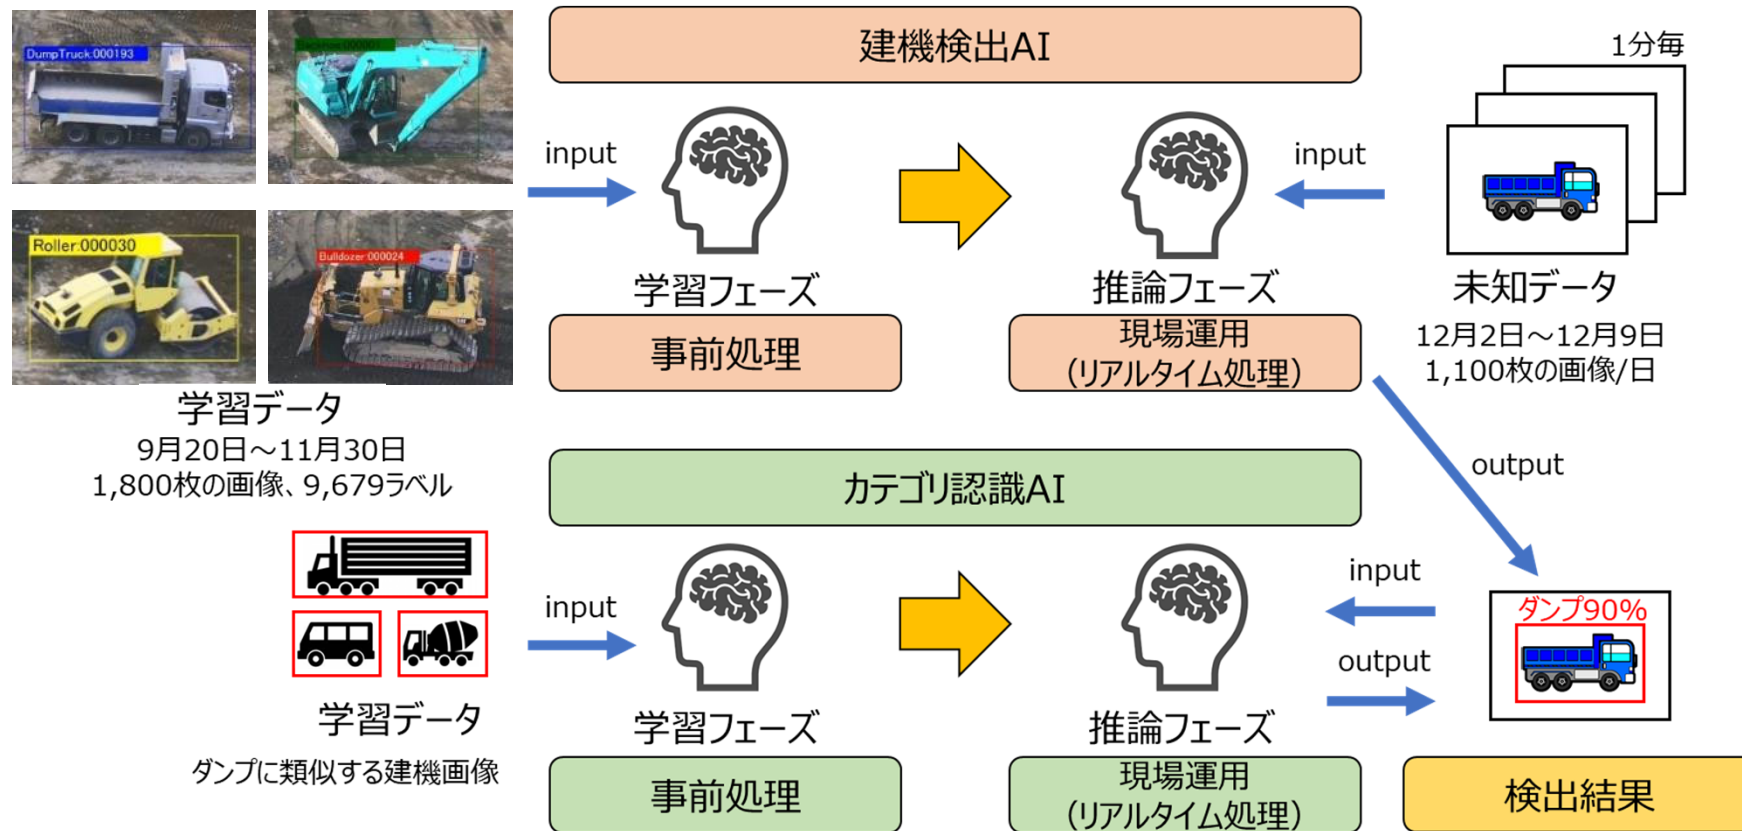 建機検出AI
1分毎
DumpTruck:000193
input
input
Roller:000030
Bulldozer:000024
学習フェーズ
推論フェーズ
未知データ
事前処理
現場運用
(リアルタイム処理)
12月2日～12月9日
1,100枚の画像/日
学習データ
9月20日～11月30日
1,800枚の画像、9,679ラベル
output
カテゴリ認識AI
input
input
output
ダンプ90%
学習データ
ダンプに類似する建機画像
学習フェーズ
推論フェーズ
事前処理
現場運用
(リアルタイム処理)
検出結果